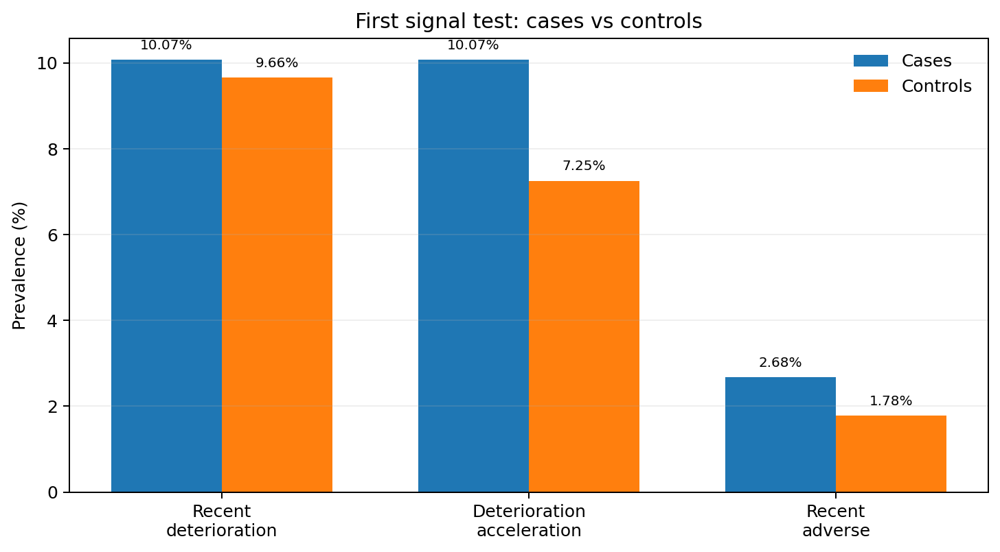 First signal test: cases vs controls
10.07%
9.66%
10.07%
7.25%
2.68%
1.78%
Cases
Controls
Prevalence (%)
10
8
6
4
2
0
Recent
deterioration
Deterioration
acceleration
Recent
adverse